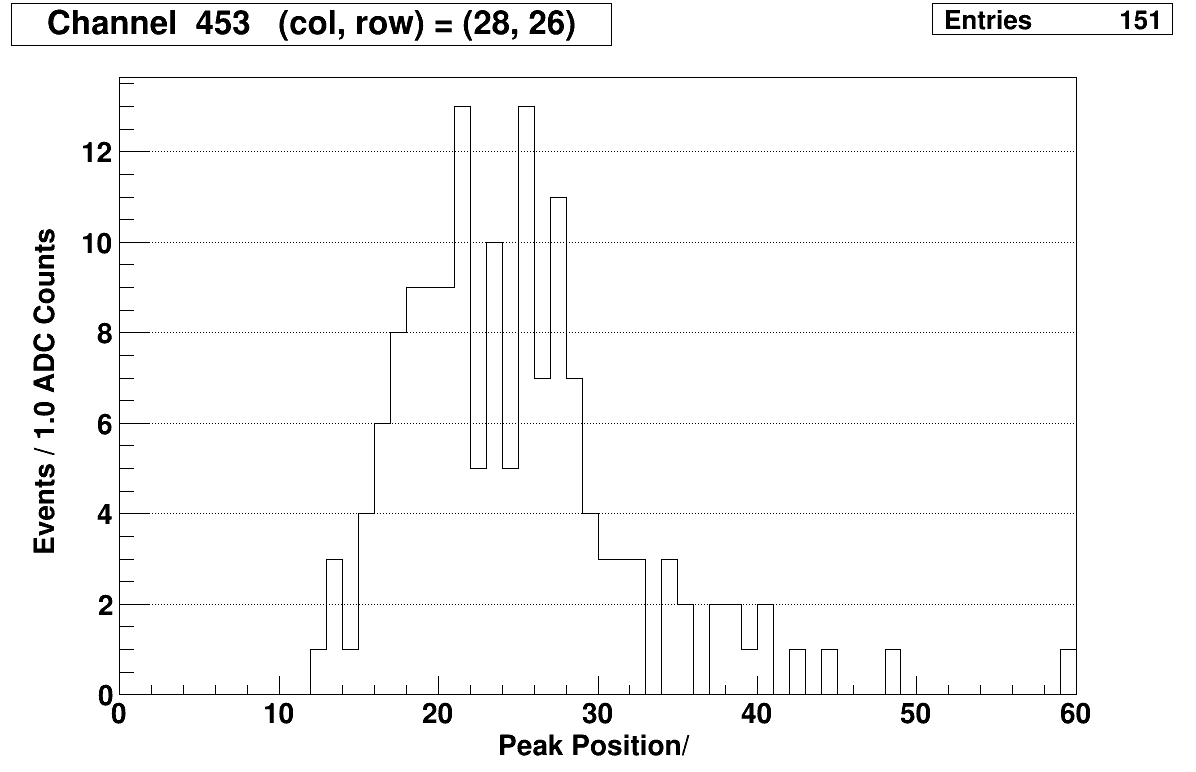 Channel 453 (col, row) = (28, 26)
Entries 151
Events / 1.0 ADC Counts
12
10
8
6
4
2
0
0 10 20 30 40 50 60
Peak Position/